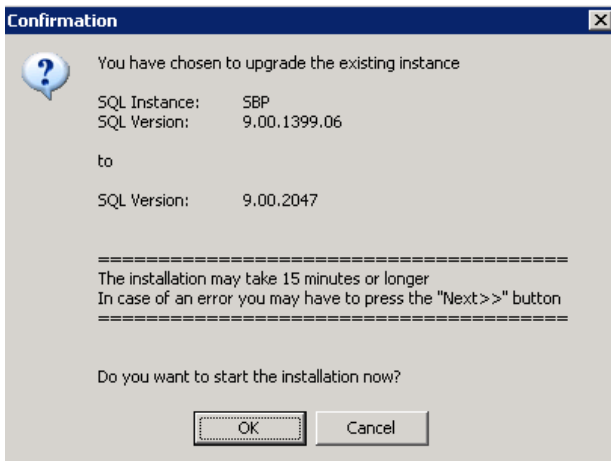 Confirmation
You have chosen to upgrade the existing instance
SQL Instance: SBP
SQL Version: 9.00.1399.06
to
SQL Version: 9.00.2047
=======================================
The installation may take 15 minutes or longer
In case of an error you may have to press the "Next>>" button
=======================================
Do you want to start the installation now?
OK Cancel